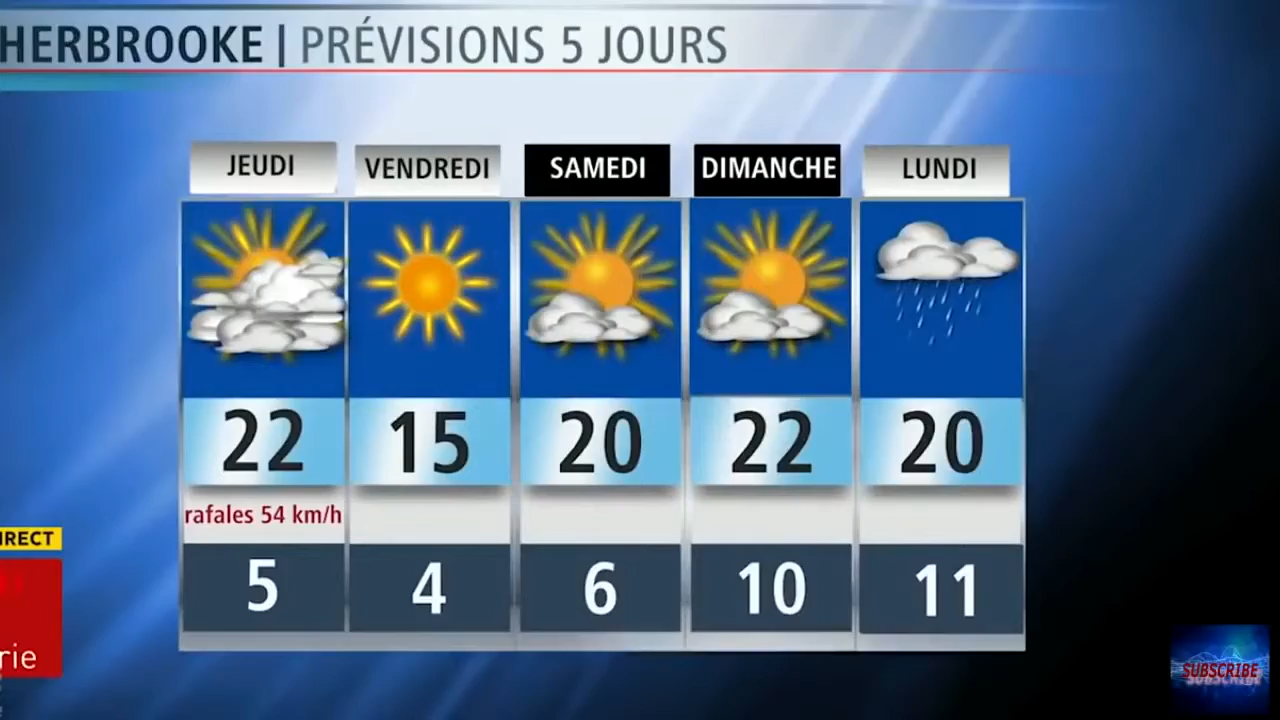 HERBROOKE | PRÉVISIONS 5 JOURS
JEUDI VENDREDI SAMEDI DIMANCHE LUNDI
22 15 20 22 20
rafales 54 km/h
5 4 6 10 11
IRECT
rie
SUBSCRIBE